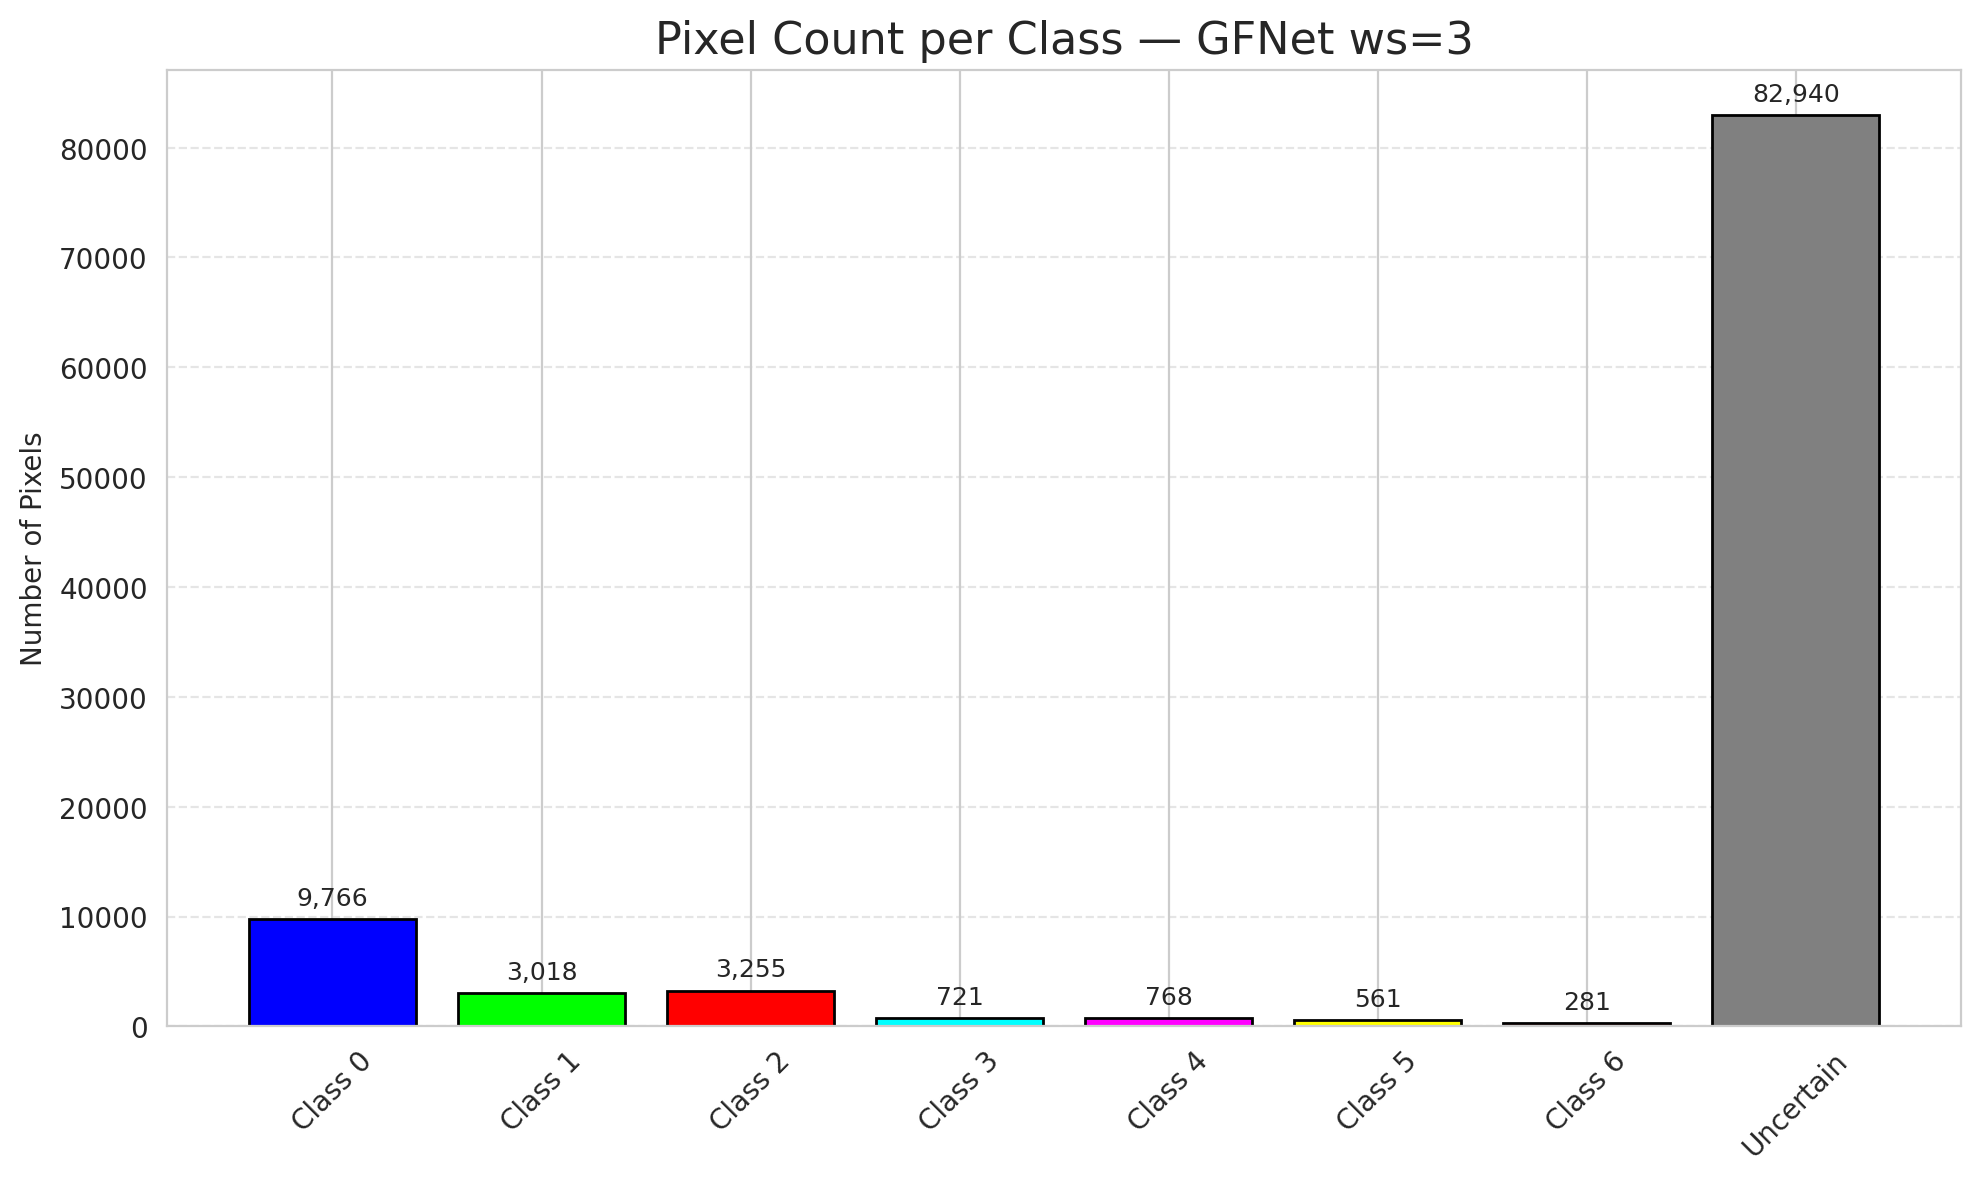 Pixel Count per Class — GFNet ws=3
Number of Pixels
80000
70000
60000
50000
40000
30000
20000
10000
0
9,766
3,018
3,255
721
768
561
281
82,940
Class 0
Class 1
Class 2
Class 3
Class 4
Class 5
Class 6
Uncertain